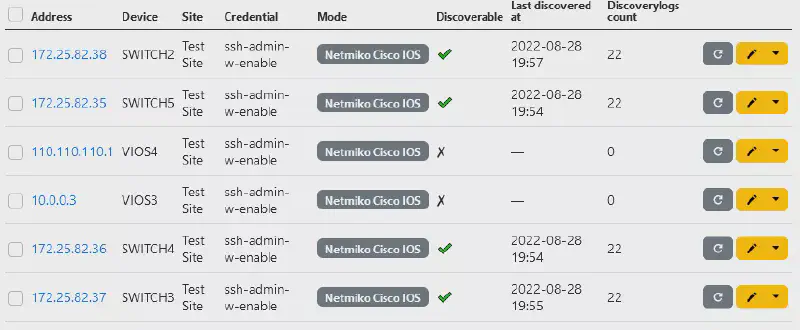 Address Device Site Credential Mode Discoverable Last discovered at Discoverylogs count
172.25.82.38 SWITCH2 Test Site ssh-admin-w-enable Netmiko Cisco IOS ✔ 2022-08-28 19:57 22
172.25.82.35 SWITCH5 Test Site ssh-admin-w-enable Netmiko Cisco IOS ✔ 2022-08-28 19:54 22
110.110.110.1 VIOS4 Test Site ssh-admin-w-enable Netmiko Cisco IOS ✗ — 0
10.0.0.3 VIOS3 Test Site ssh-admin-w-enable Netmiko Cisco IOS ✗ — 0
172.25.82.36 SWITCH4 Test Site ssh-admin-w-enable Netmiko Cisco IOS ✔ 2022-08-28 19:54 22
172.25.82.37 SWITCH3 Test Site ssh-admin-w-enable Netmiko Cisco IOS ✔ 2022-08-28 19:55 22